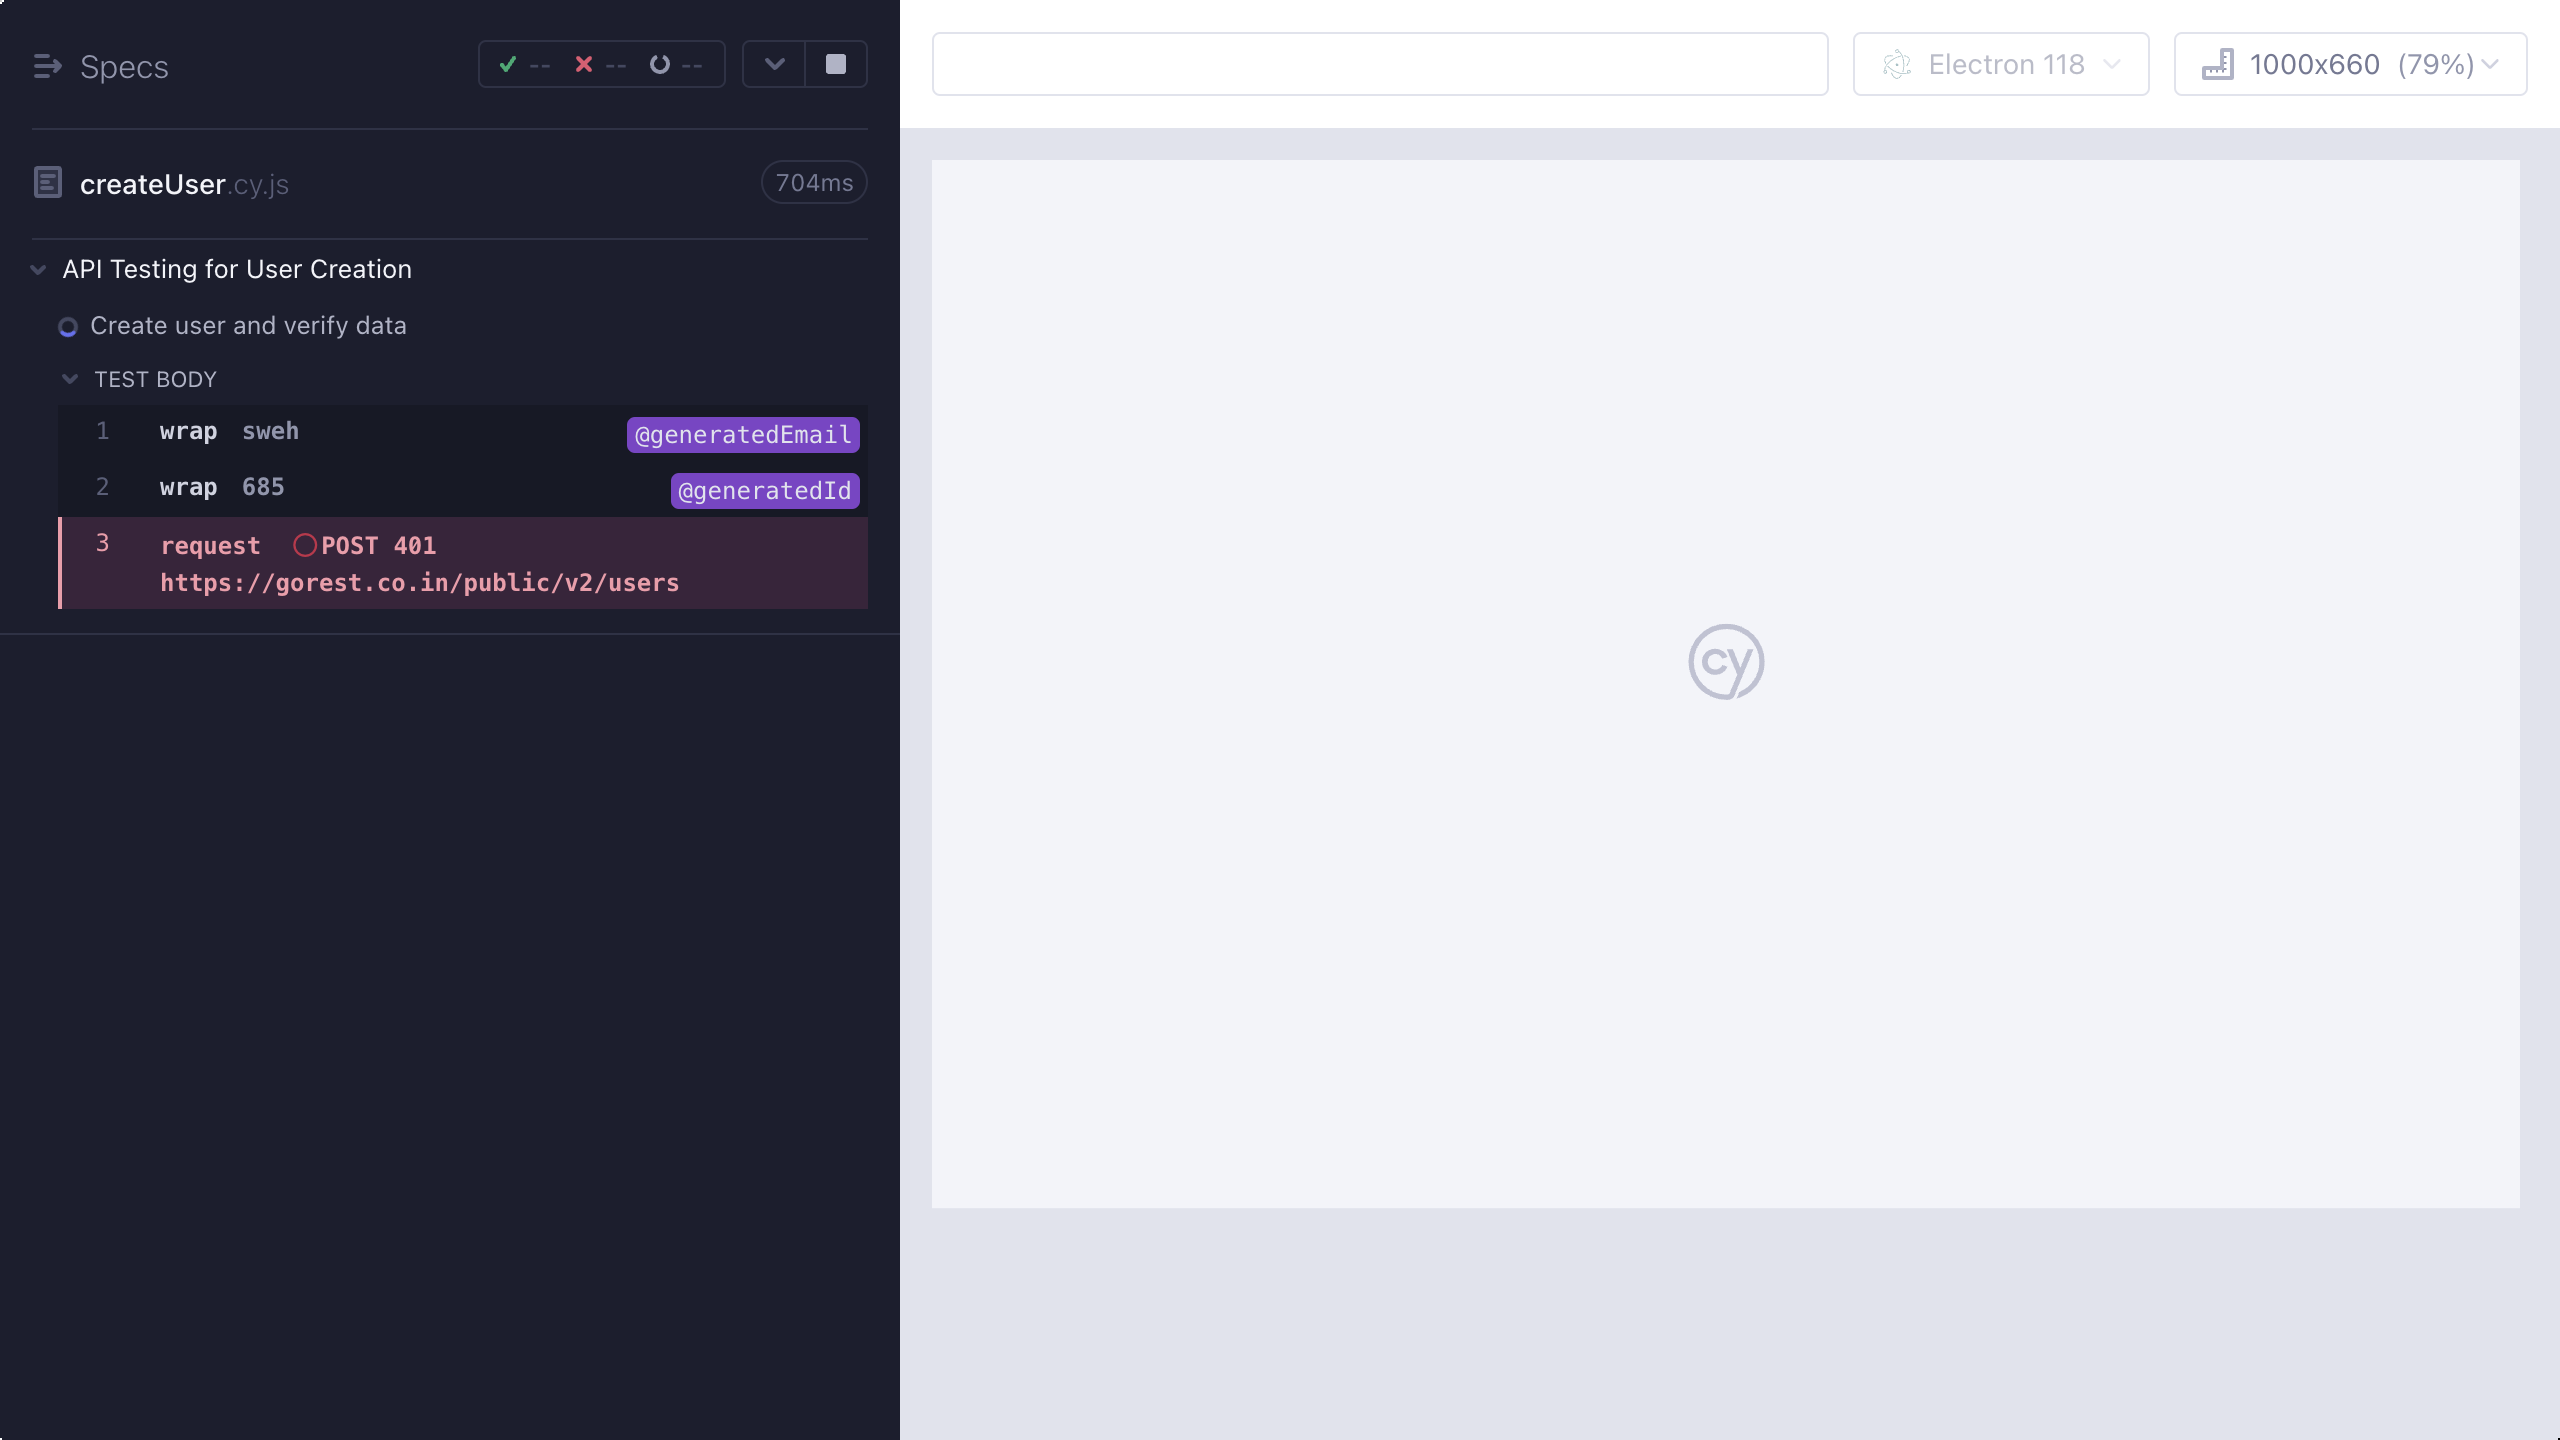 Specs
-- -- --
createUser.cy.js
704ms
API Testing for User Creation
Create user and verify data
TEST BODY
1 wrap sweh @generatedEmail
2 wrap 685 @generatedId
3 request POST 401
https://gorest.co.in/public/v2/users
Electron 118
1000x660 (79%)
cy